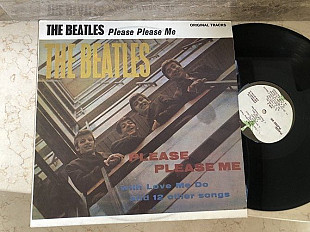 THE BEATLES Please Please Me
ORIGINAL TRACKS
THE BEATLES
PLEASE
PLEASE ME
with Love Me Do
and 12 other songs